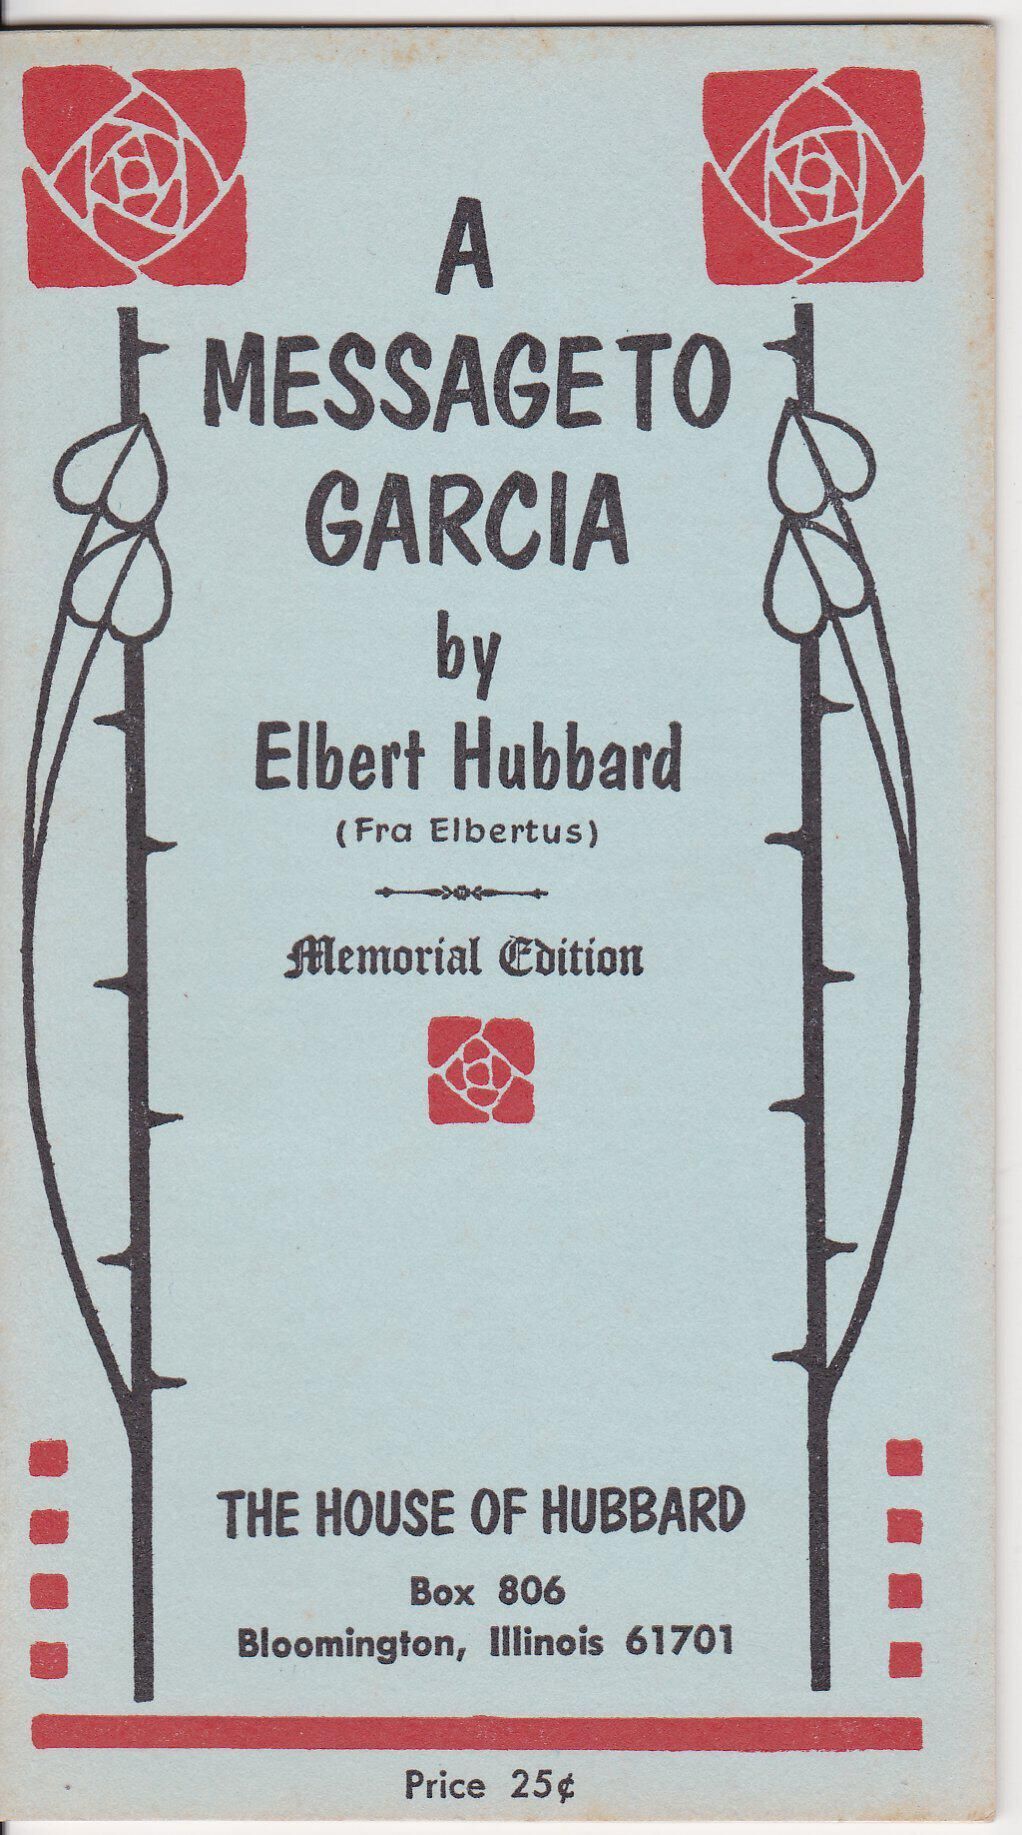 A
MESSAGE TO
GARCIA
by
Elbert Hubbard
(Fra Elbertus)
Memorial Edition
THE HOUSE OF HUBBARD
Box 806
Bloomington, Illinois 61701
Price 25¢